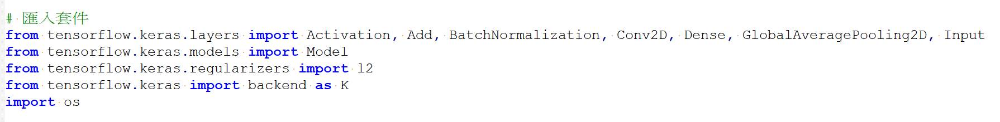 # 匯入套件
from tensorflow.keras.layers import Activation, Add, BatchNormalization, Conv2D, Dense, GlobalAveragePooling2D, Input
from tensorflow.keras.models import Model
from tensorflow.keras.regularizers import l2
from tensorflow.keras import backend as K
import os